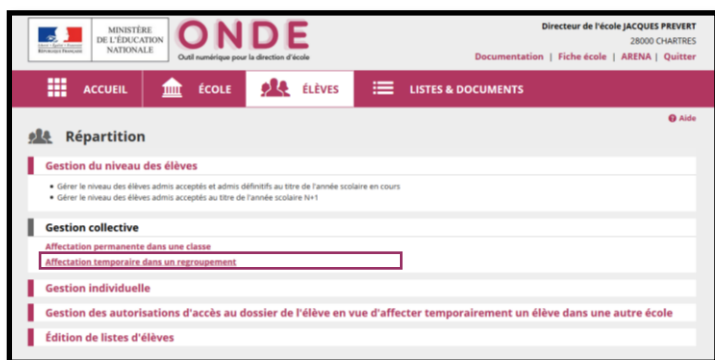 MINISTÈRE
DE L'ÉDUCATION
NATIONALE
RÉPUBLIQUE FRANÇAISE
ONDE
Outil numérique pour la direction d'école
Directeur de l'école JACQUES PREVERT
28000 CHARTRES
Documentation | Fiche école | ARENA | Quitter
ACCUEIL ÉCOLE ÉLÈVES LISTES & DOCUMENTS
Aide
Répartition
Gestion du niveau des élèves
Gérer le niveau des élèves admis acceptés et admis définitifs au titre de l'année scolaire en cours
Gérer le niveau des élèves admis acceptés au titre de l'année scolaire N+1
Gestion collective
Affectation permanente dans une classe
Affectation temporaire dans un regroupement
Gestion individuelle
Gestion des autorisations d'accès au dossier de l'élève en vue d'affecter temporairement un élève dans une autre école
Édition de listes d'élèves